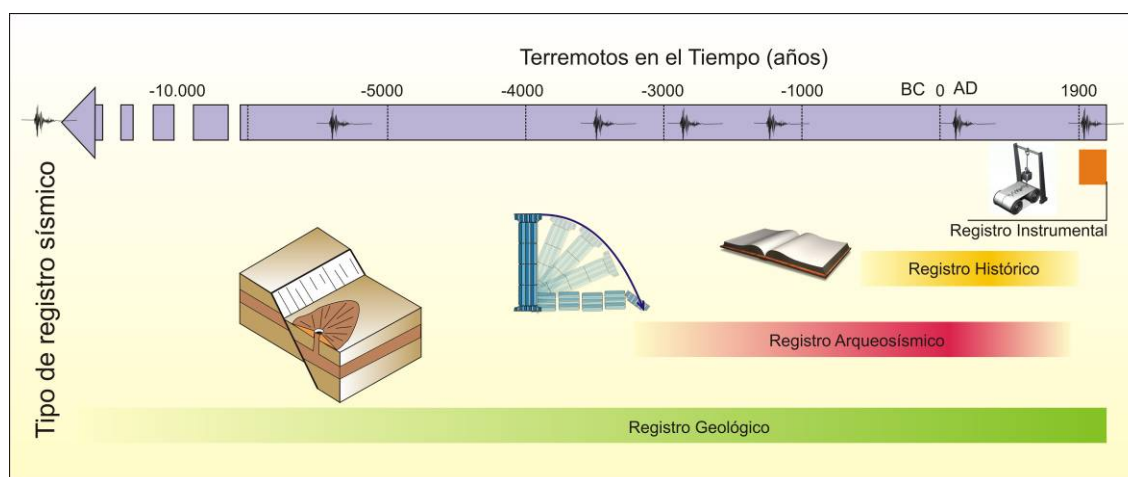 Terremotos en el Tiempo (años)
-10.000 -5000 -4000 -3000 -1000 BC 0 AD 1900
Tipo de registro sísmico
Registro Instrumental
Registro Histórico
Registro Arqueosísmico
Registro Geológico